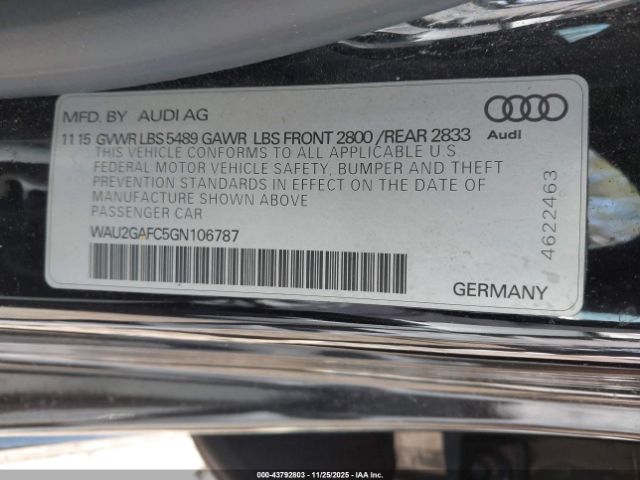 MFD. BY AUDI AG
11 15 GVWR LBS 5489 GAWR LBS FRONT 2800 /REAR 2833
Audi
THIS VEHICLE CONFORMS TO ALL APPLICABLE U.S.
FEDERAL MOTOR VEHICLE SAFETY, BUMPER AND THEFT
PREVENTION STANDARDS IN EFFECT ON THE DATE OF
MANUFACTURE SHOWN ABOVE
PASSENGER CAR
WAU2GAFC5GN106787
4622463
GERMANY
00-43792803 - 11/25/2025 - IAA Inc.